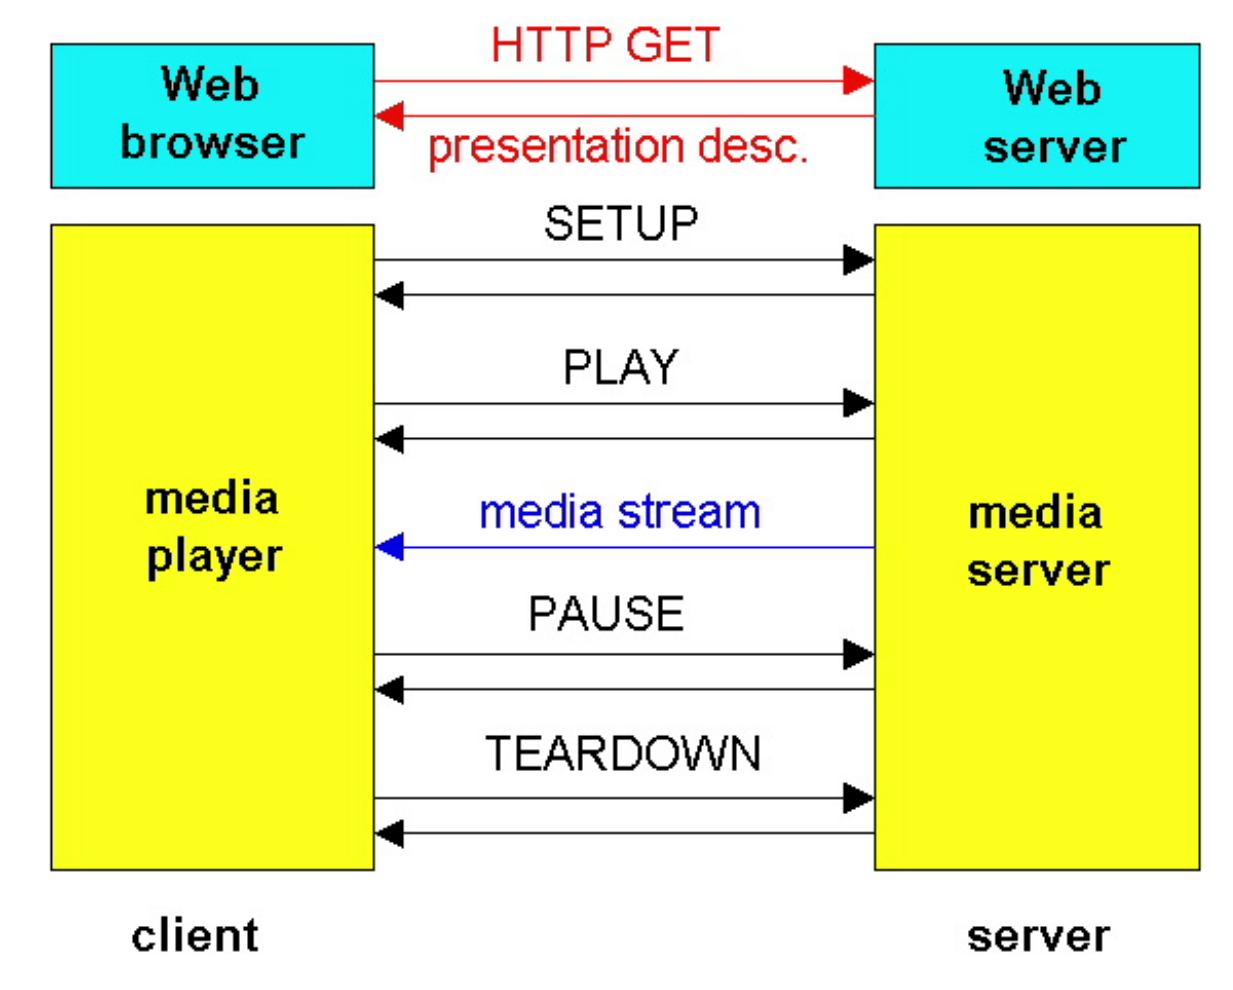 HTTP GET
Web
browser
Web
server
presentation desc.
SETUP
PLAY
media
player
media stream
media
server
PAUSE
TEARDOWN
client
server